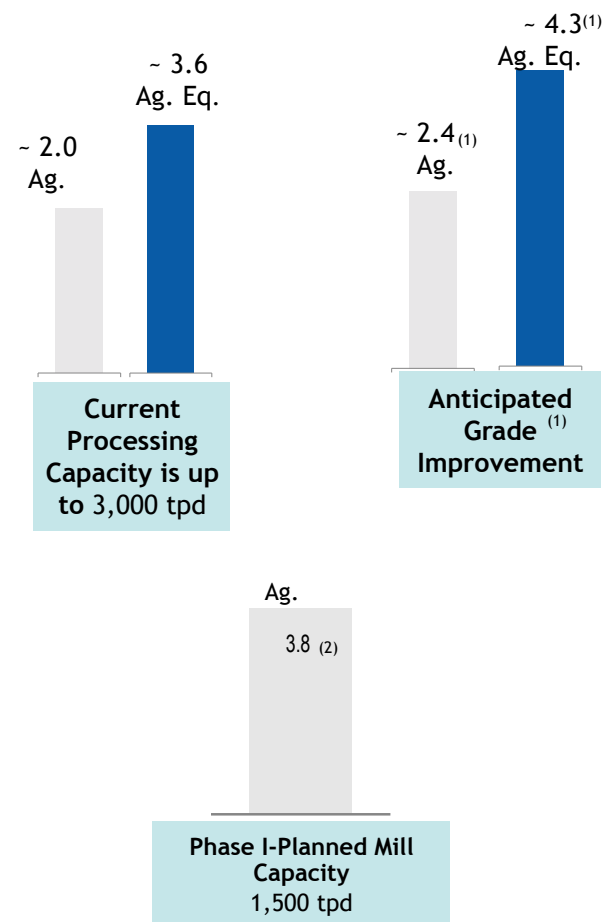 ~ 2.0
Ag.
~ 3.6
Ag. Eq.
~ 2.4 (1)
Ag.
~ 4.3(1)
Ag. Eq.
Current
Processing
Capacity is up
to 3,000 tpd
Anticipated
Grade (1)
Improvement
Ag.
3.8 (2)
Phase I-Planned Mill
Capacity
1,500 tpd